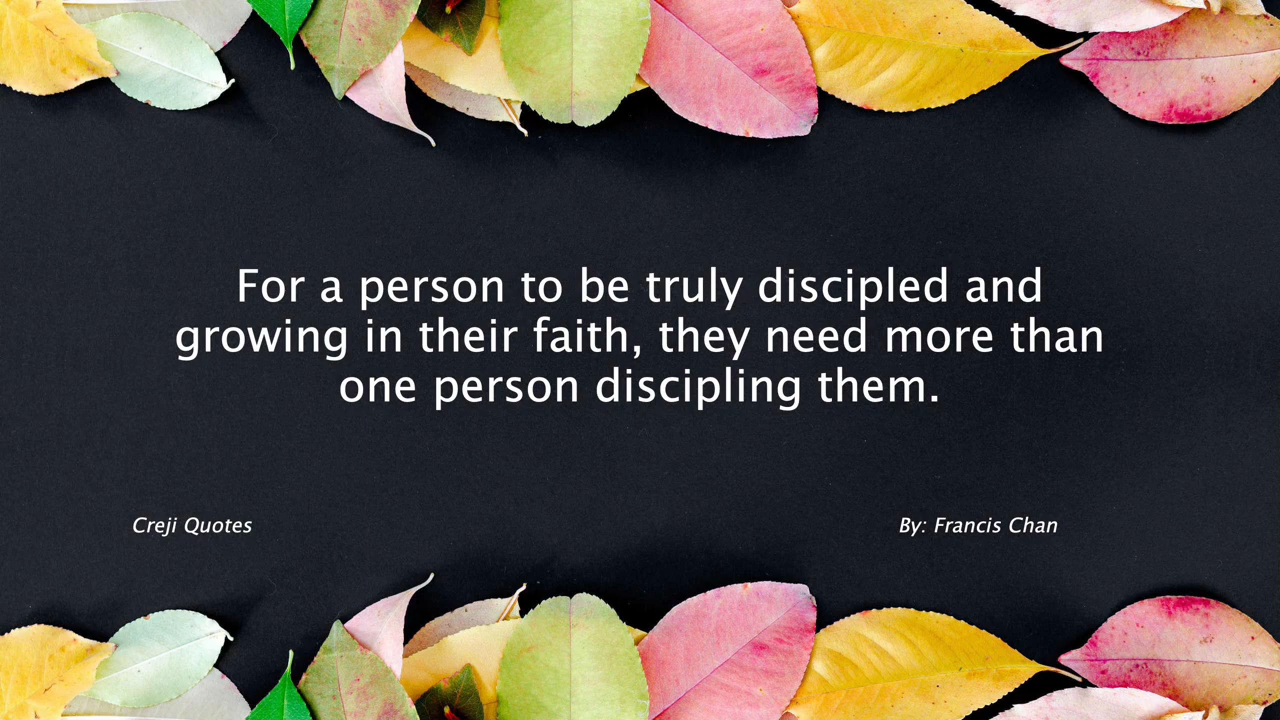 For a person to be truly discipled and
growing in their faith, they need more than
one person discipling them.
Creji Quotes
By: Francis Chan